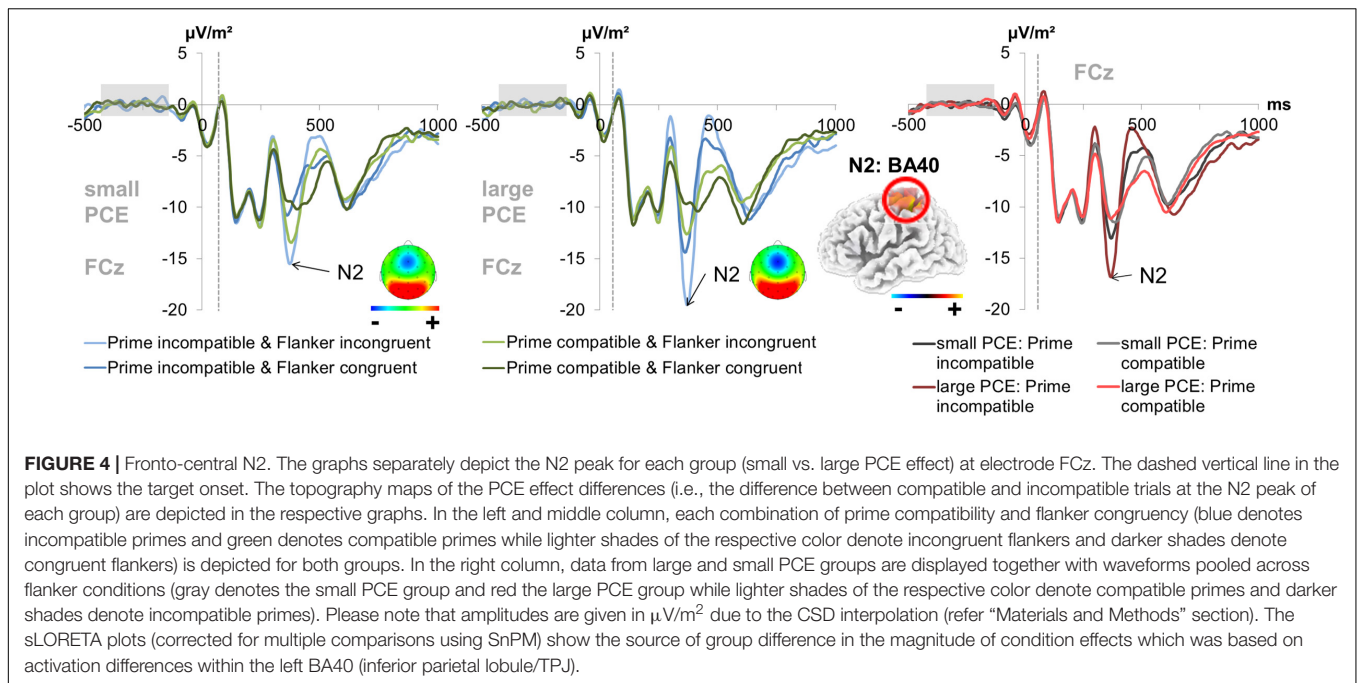 µV/m²
5
0
-5
-10
-15
-20
-500
0
500
1000
small
PCE
FCz
N2
- +
µV/m²
5
0
-5
-10
-15
-20
-500
0
500
1000
large
PCE
FCz
N2
- +
N2: BA40
- +
µV/m²
5
0
-5
-10
-15
-20
-500
0
500
1000
ms
FCz
N2
Prime incompatible & Flanker incongruent
Prime incompatible & Flanker congruent
Prime compatible & Flanker incongruent
Prime compatible & Flanker congruent
small PCE: Prime
incompatible
small PCE: Prime
compatible
large PCE: Prime
incompatible
large PCE: Prime
compatible
FIGURE 4 | Fronto-central N2. The graphs separately depict the N2 peak for each group (small vs. large PCE effect) at electrode FCz. The dashed vertical line in the
plot shows the target onset. The topography maps of the PCE effect differences (i.e., the difference between compatible and incompatible trials at the N2 peak of
each group) are depicted in the respective graphs. In the left and middle column, each combination of prime compatibility and flanker congruency (blue denotes
incompatible primes and green denotes compatible primes while lighter shades of the respective color denote incongruent flankers and darker shades denote
congruent flankers) is depicted for both groups. In the right column, data from large and small PCE groups are displayed together with waveforms pooled across
flanker conditions (gray denotes the small PCE group and red the large PCE group while lighter shades of the respective color denote compatible primes and darker
shades denote incompatible primes). Please note that amplitudes are given in μV/m² due to the CSD interpolation (refer “Materials and Methods” section). The
sLORETA plots (corrected for multiple comparisons using SnPM) show the source of group difference in the magnitude of condition effects which was based on
activation differences within the left BA40 (inferior parietal lobule/TPJ).